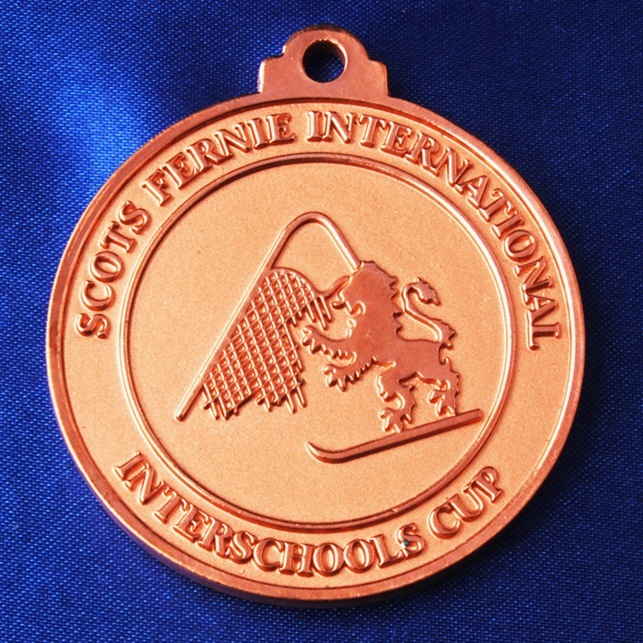 SCOTS FERNIE INTERNATIONAL
INTERSCHOOLS CUP